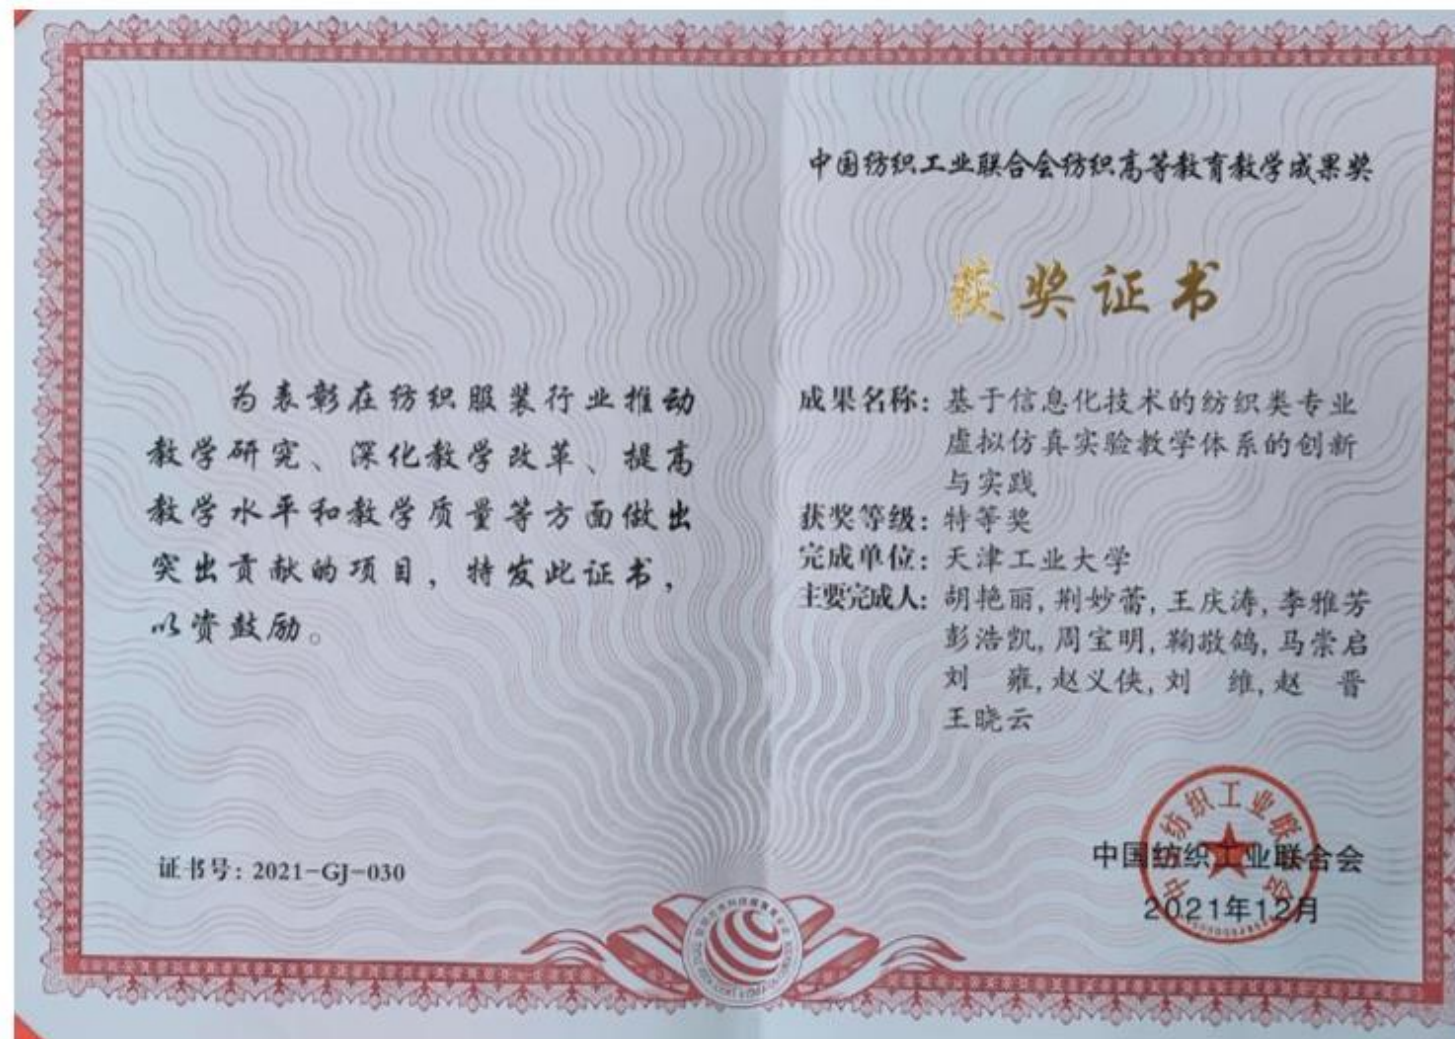 为表彰在纺织服装行业推动
教学研究、深化教学改革、提高
教学水平和教学质量等方面做出
突出贡献的项目，特发此证书，
以资鼓励。
证书号：2021-GJ-030
中国纺织工业联合会纺织高等教育教学成果奖
获奖证书
成果名称：基于信息化技术的纺织类专业
虚拟仿真实验教学体系的创新
与实践
获奖等级：特等奖
完成单位：天津工业大学
主要完成人：胡艳丽，荆妙蕾，王庆涛，李雅芳
彭浩凯，周宝明，鞠敬鸽，马崇启
刘　雍，赵义侠，刘　维，赵　晋
王晓云
中国纺织工业联合会
2021年12月
中国纺织工业联合会